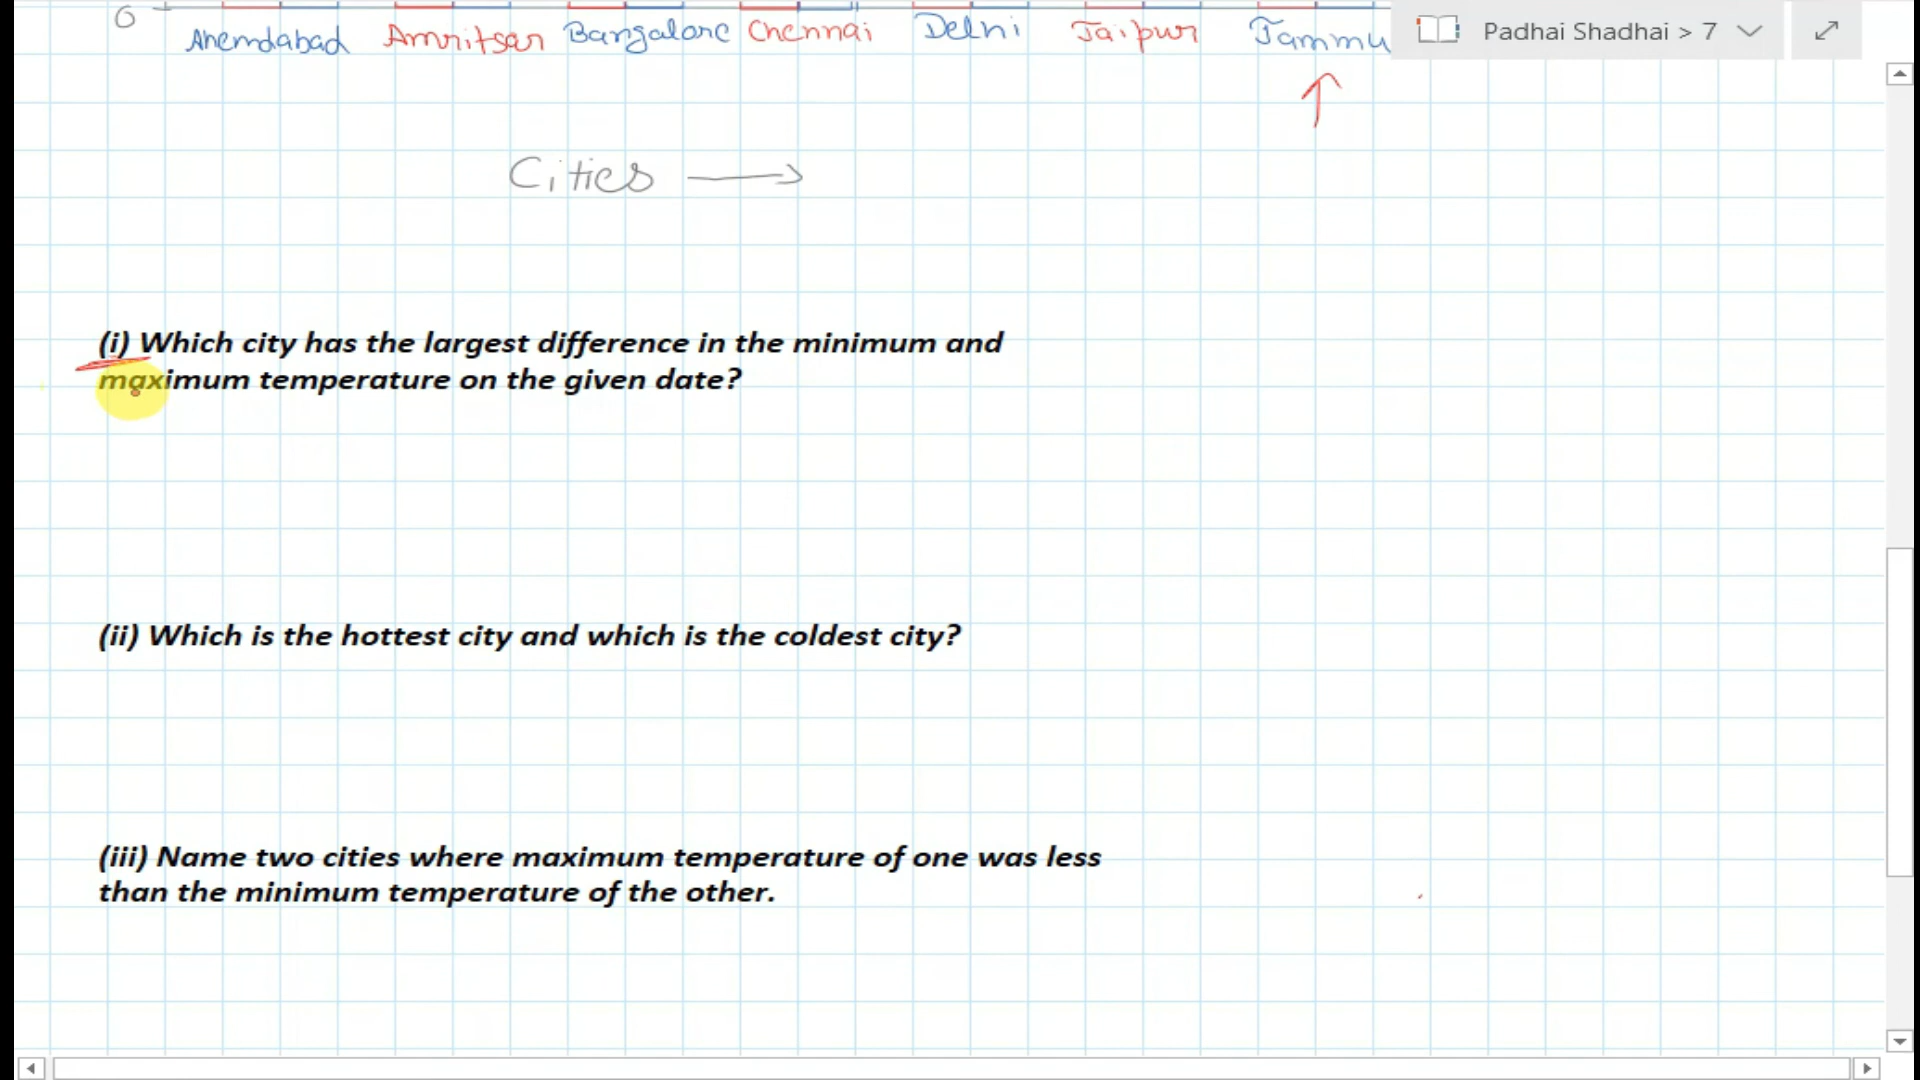 0
Ahemdabad Amritsar Bangalore Chennai Delhi Jaipur Jammu
Padhai Shadhai > 7
Cities
(i) Which city has the largest difference in the minimum and
maximum temperature on the given date?
(ii) Which is the hottest city and which is the coldest city?
(iii) Name two cities where maximum temperature of one was less
than the minimum temperature of the other.